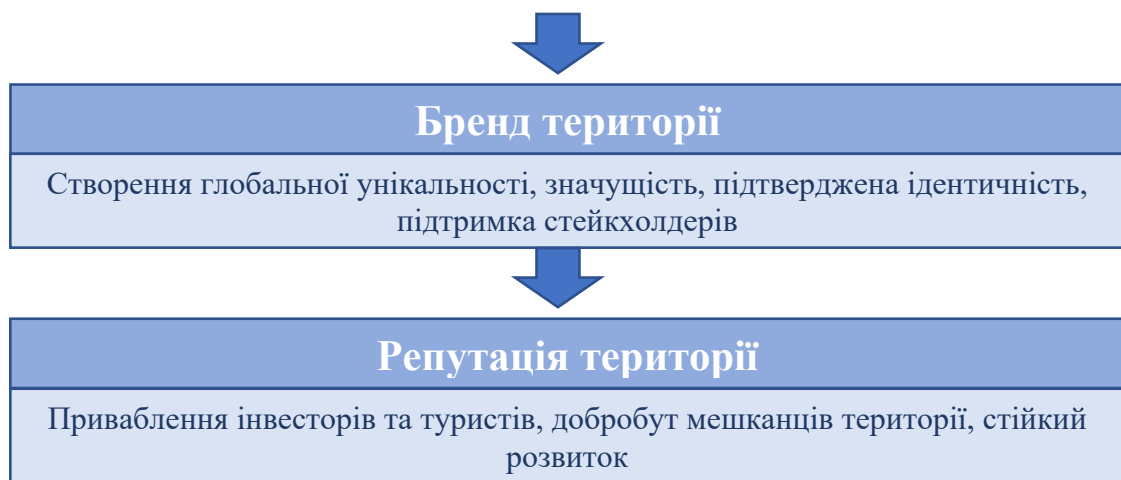 Бренд території
Створення глобальної унікальності, значущість, підтверджена ідентичність,
підтримка стейкхолдерів
Репутація території
Приваблення інвесторів та туристів, добробут мешканців території, стійкий
розвиток